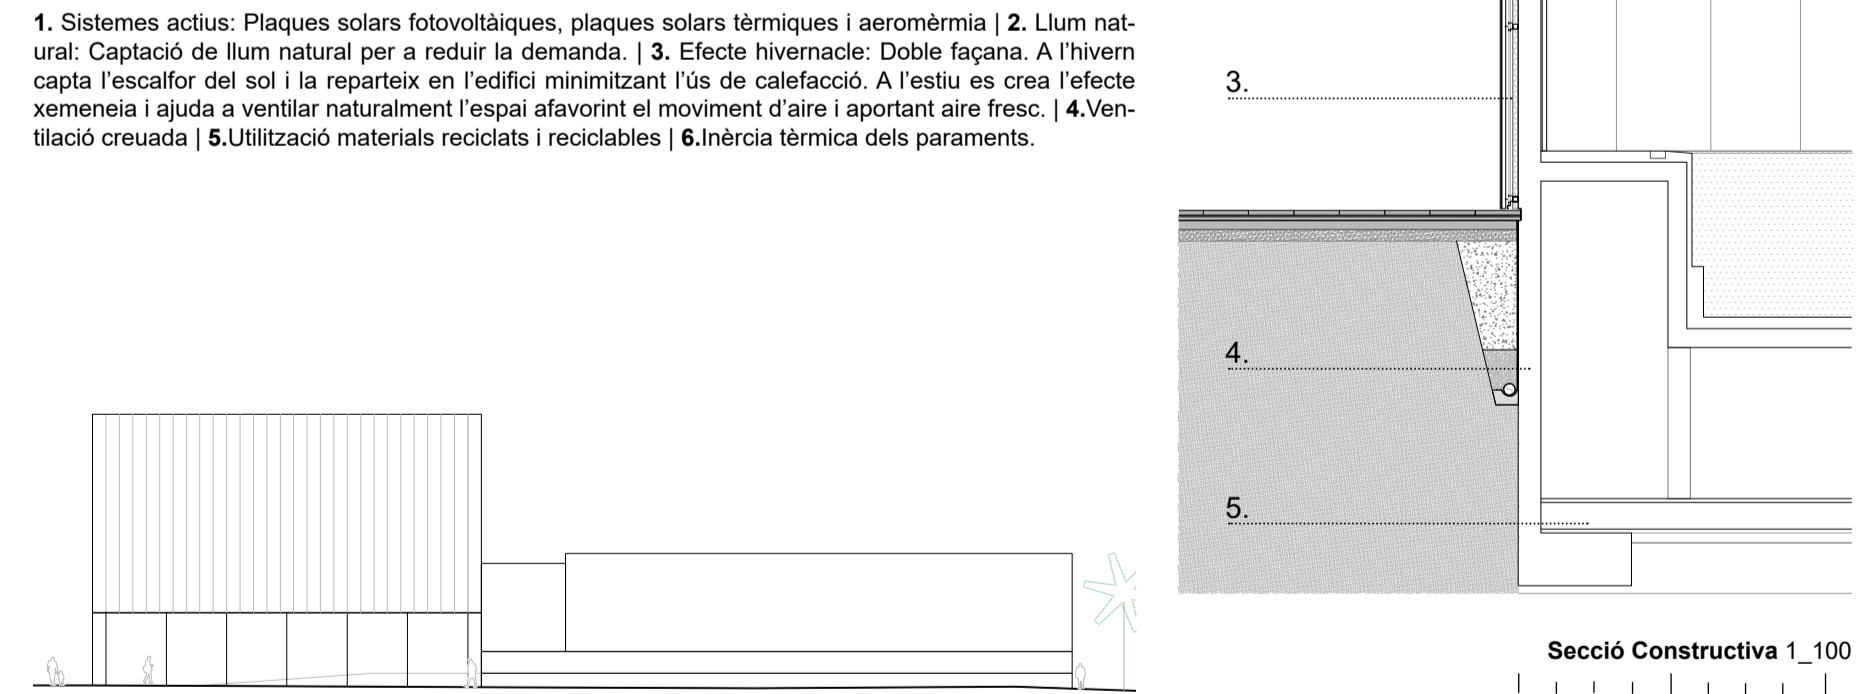 1. Sistemes actius: Plaques solars fotovoltàiques, plaques solars tèrmiques i aeromèrmia | 2. Llum nat-
ural: Captació de llum natural per a reduir la demanda. | 3. Efecte hivernacle: Doble façana. A l'hivern
capta l'escalfor del sol i la reparteix en l'edifici minimitzant l'ús de calefacció. A l'estiu es crea l'efecte
xemeneia i ajuda a ventilar naturalment l'espai afavorint el moviment d'aire i aportant aire fresc. | 4.Ven-
tilació creuada | 5.Utilització materials reciclats i reciclables | 6.Inèrcia tèrmica dels paraments.
3.
4.
5.
Secció Constructiva 1_100